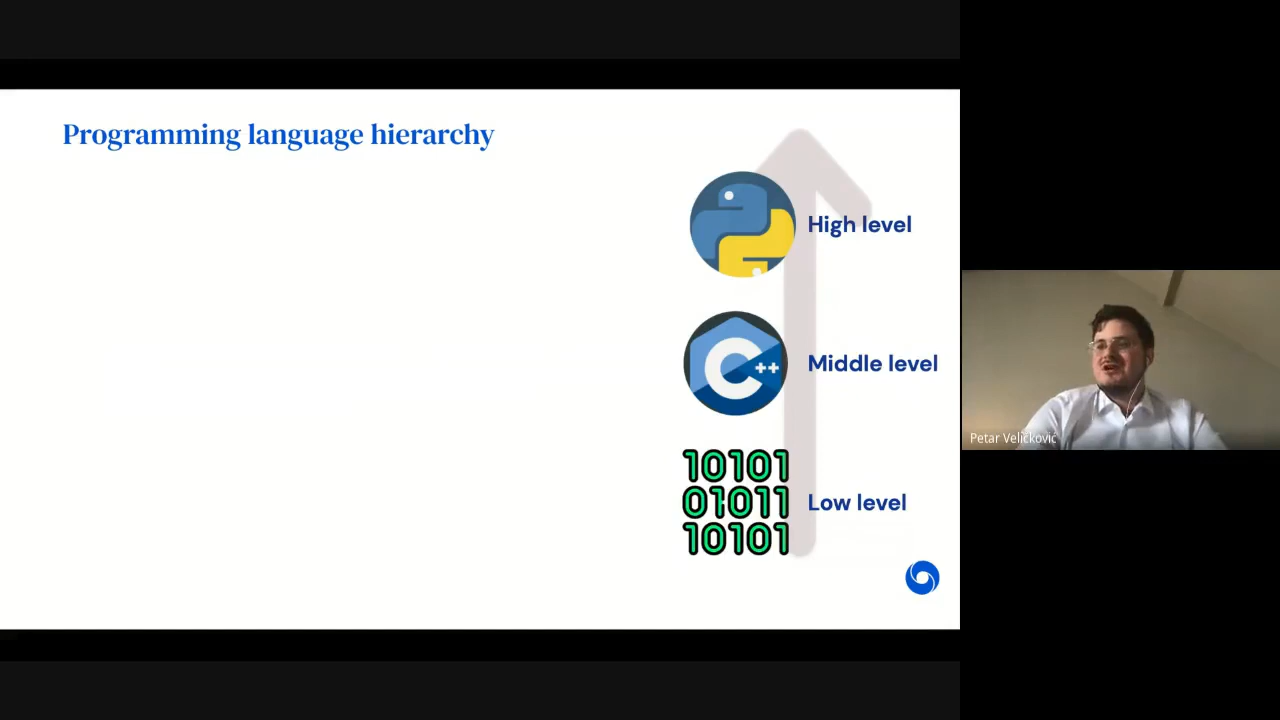 Programming language hierarchy
High level
C++
Middle level
10101
01011
10101
Low level
Petar Veličković